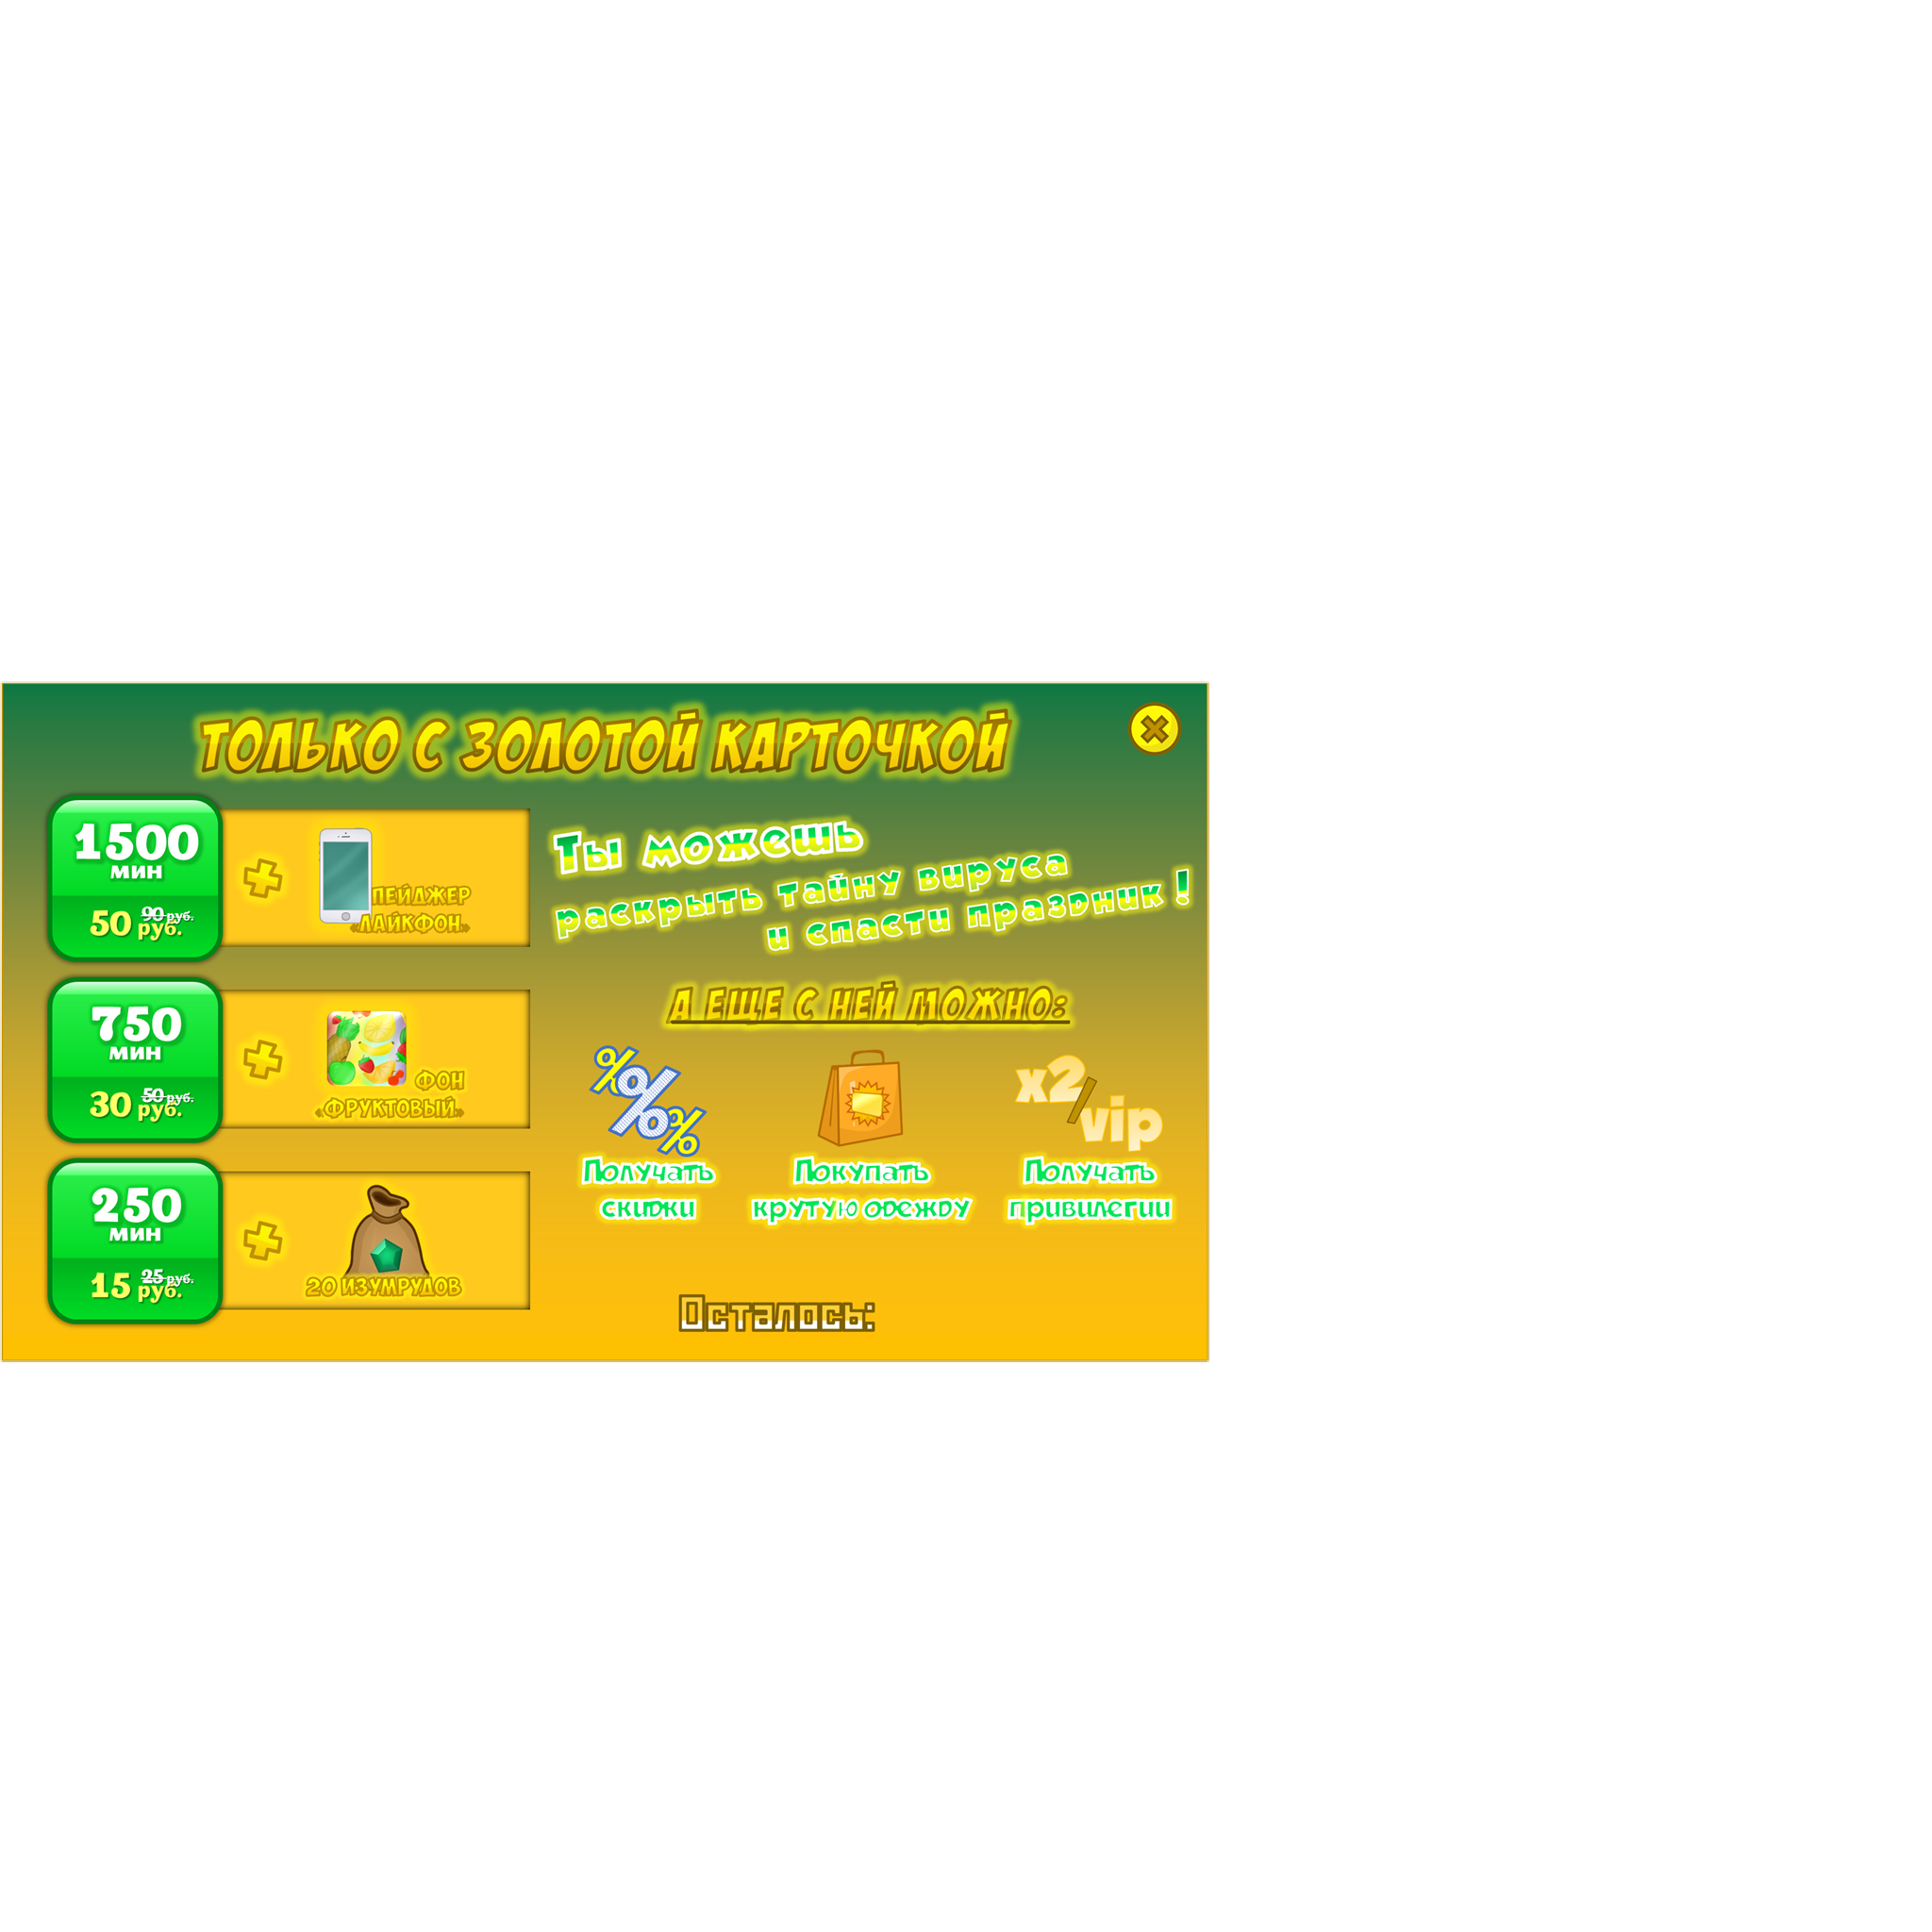 ТОЛЬКО С ЗОЛОТОЙ КАРТОЧКОЙ
1500
мин
90 руб.
50 руб.
ПЕЙДЖЕР
«ЛАЙКФОН»
750
мин
50 руб.
30 руб.
ФОН
«ФРУКТОВЫЙ»
250
мин
25 руб.
15 руб.
20 ИЗУМРУДОВ
Ты можешь
раскрыть тайну вируса
и спасти праздник !
А ЕЩЕ С НЕЙ МОЖНО:
% % %
Получать
скидки
Покупать
крутую одежду
x2/vip
Получать
привилегии
Осталось: